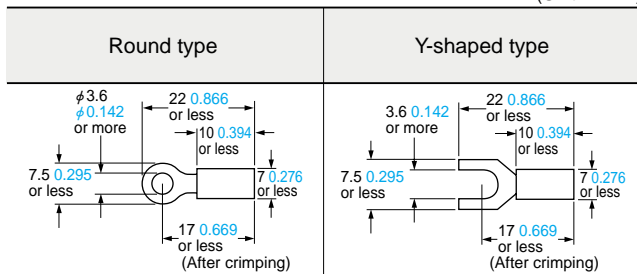 Round type
Y-shaped type
φ3.6
φ0.142
or more
22 0.866
or less
10 0.394
or less
7.5 0.295
or less
7 0.276
or less
17 0.669
or less
(After crimping)
3.6 0.142
or more
22 0.866
or less
10 0.394
or less
7.5 0.295
or less
7 0.276
or less
17 0.669
or less
(After crimping)